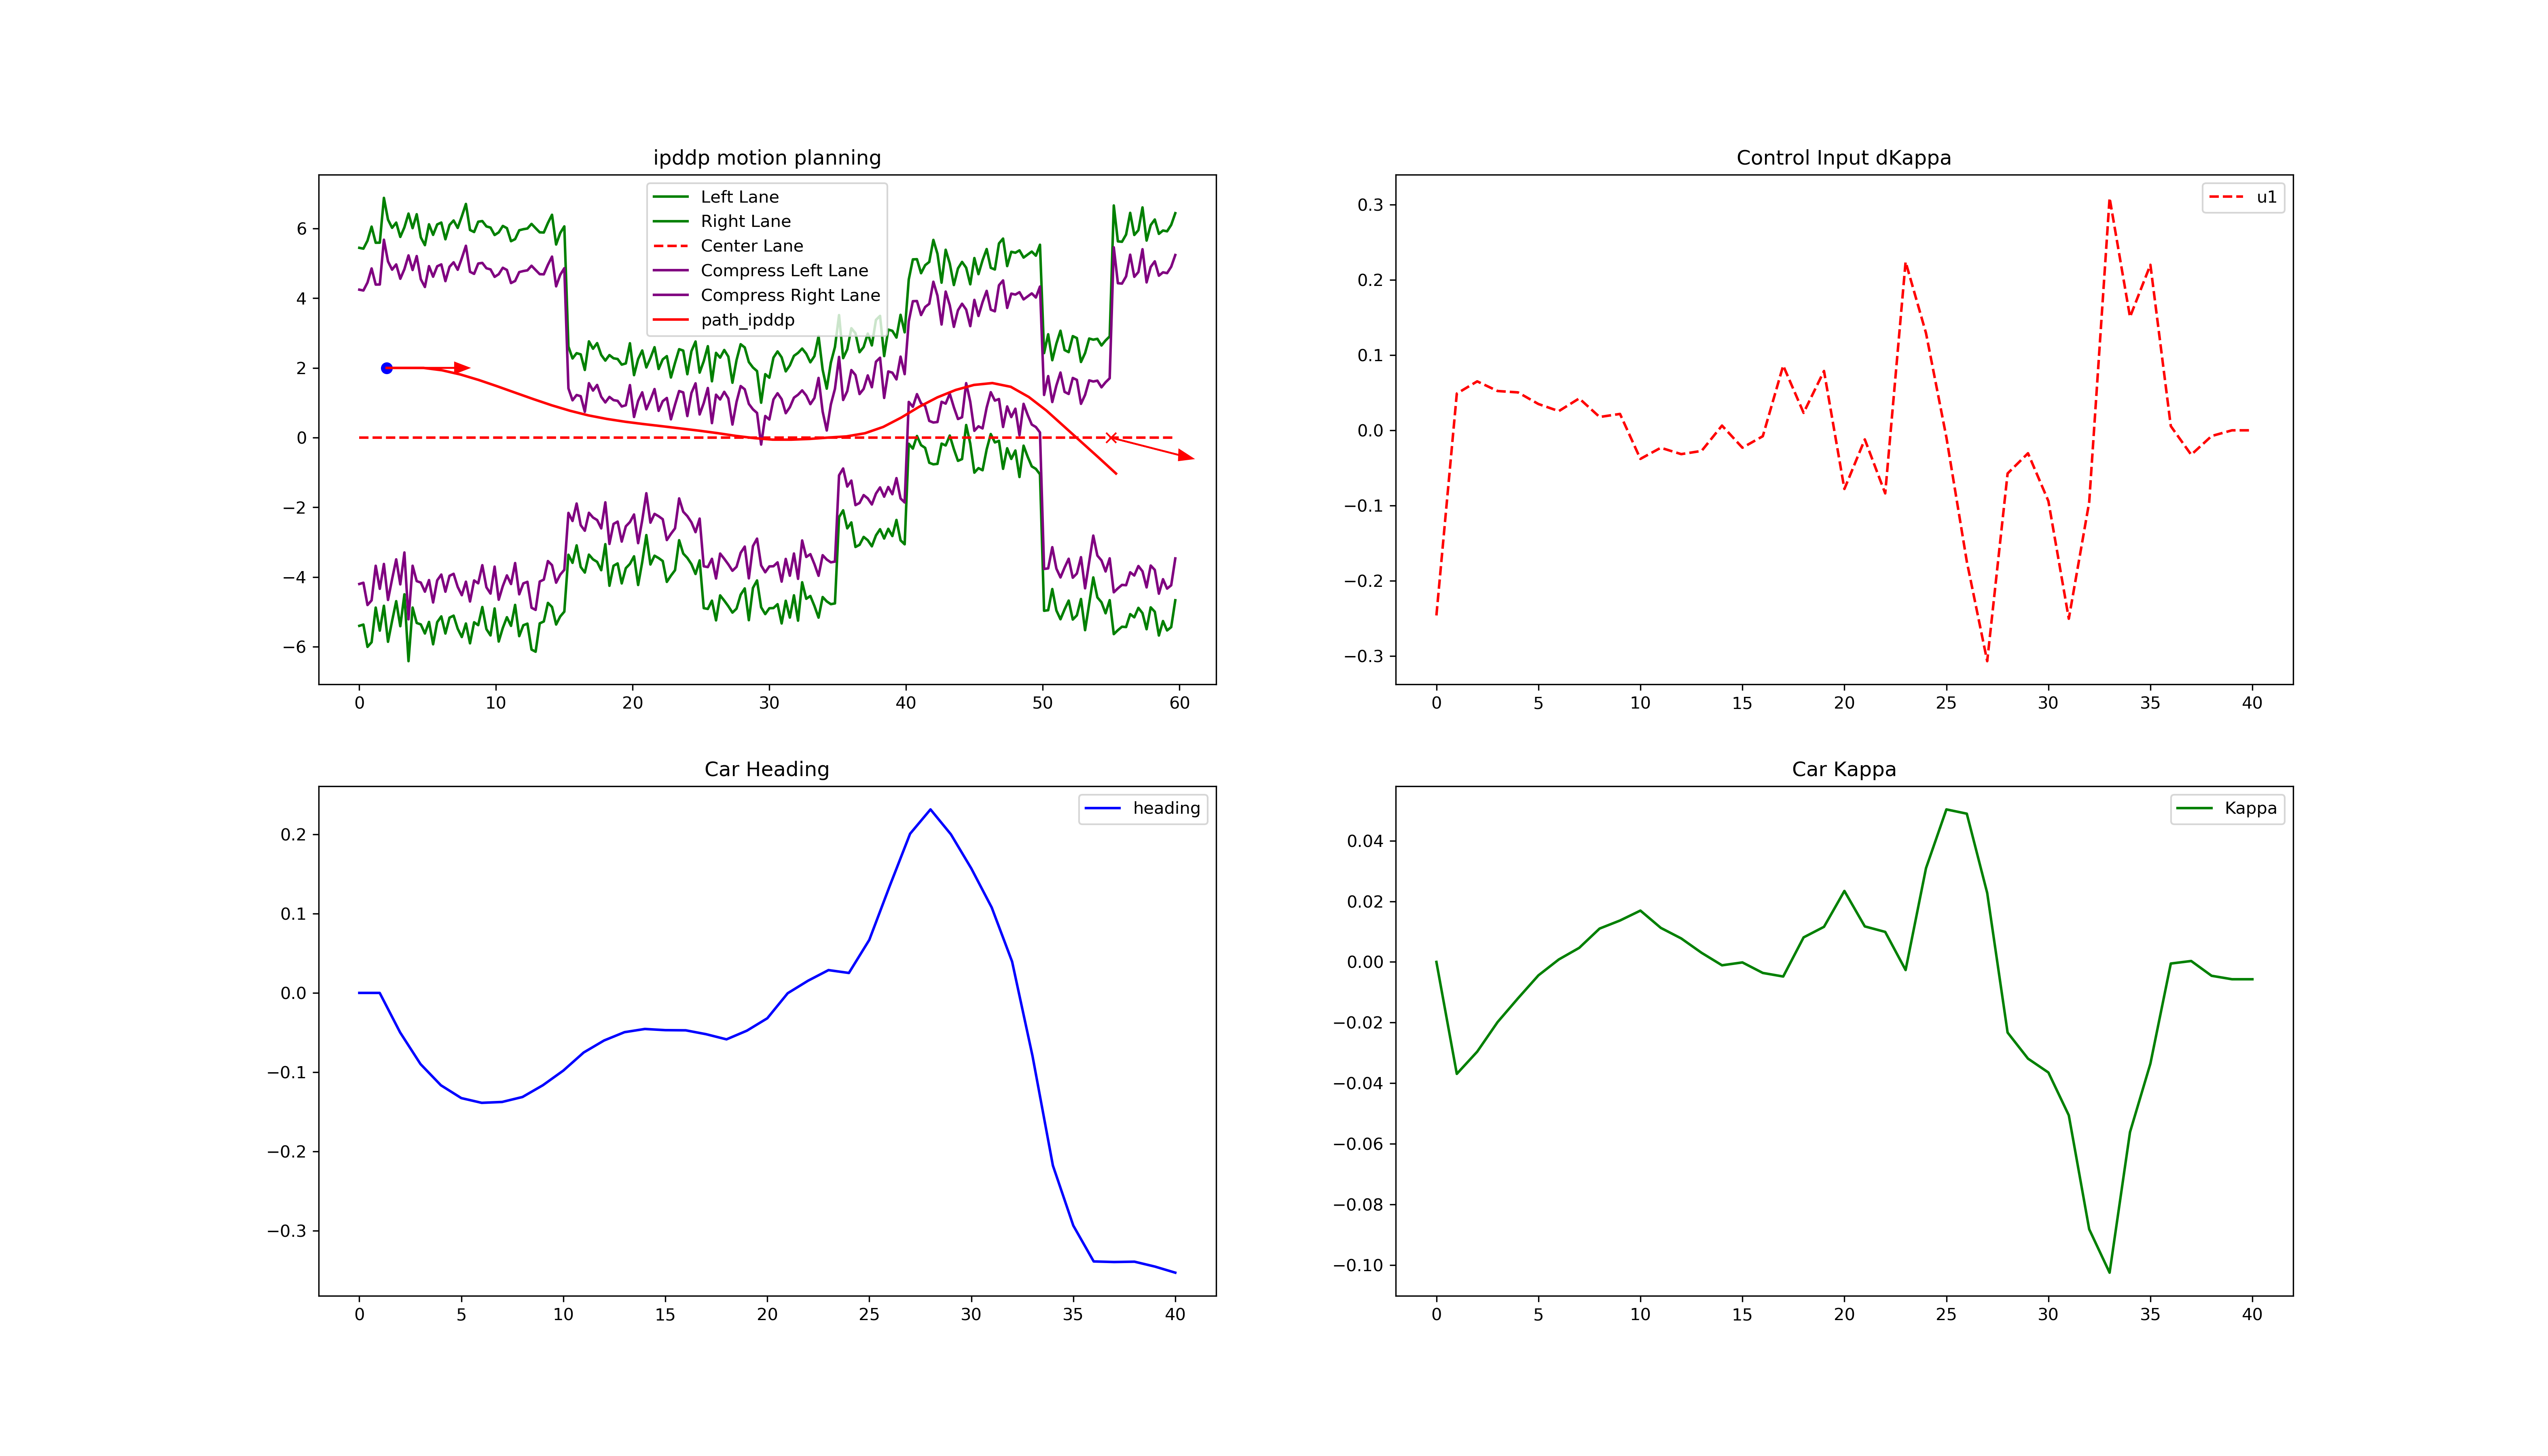 ipddp motion planning
Left Lane
Right Lane
Center Lane
Compress Left Lane
Compress Right Lane
path_ipddp
6
4
2
0
−2
−4
−6
0 10 20 30 40 50 60
Control Input dKappa
u1
0.3
0.2
0.1
0.0
−0.1
−0.2
−0.3
0 5 10 15 20 25 30 35 40
Car Heading
heading
0.2
0.1
0.0
−0.1
−0.2
−0.3
0 5 10 15 20 25 30 35 40
Car Kappa
Kappa
0.04
0.02
0.00
−0.02
−0.04
−0.06
−0.08
−0.10
0 5 10 15 20 25 30 35 40